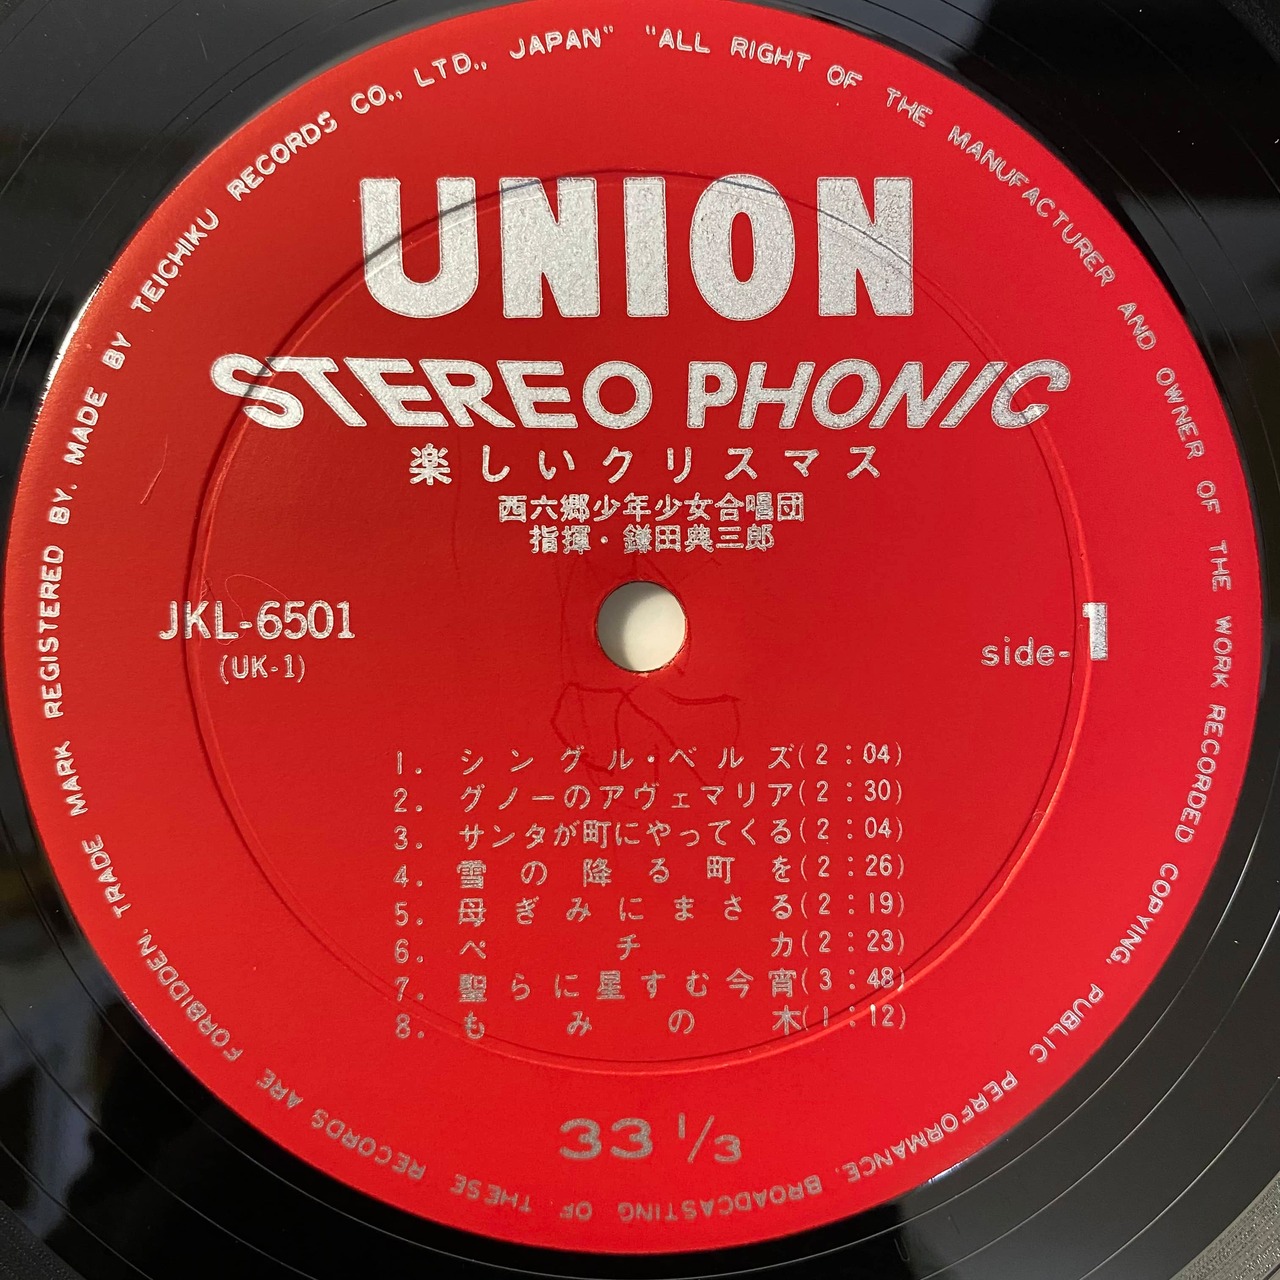 TRADE MARK REGISTERED BY. MADE BY TEICHIKU RECORDS CO., LTD., JAPAN" "ALL RIGHT OF THE MANUFACTURER AND OWNER OF THE WORK RECORDED COPYING. PUBLIC PERFORMANCE. BROADCASTING OF THESE RECORDS ARE FORBIDDEN.
UNION
STEREO PHONIC
楽しいクリスマス
西六郷少年少女合唱団
指揮・鎌田典三郎
JKL-6501
(UK-1)
side-1
1. シングル・ベルズ(2:04)
2. グノーのアヴェマリア(2:30)
3. サンタが町にやってくる(2:04)
4. 雪の降る町を(2:26)
5. 母ぎみにまさる(2:19)
6. ペチカ(2:23)
7. 聖らに星すむ今宵(3:48)
8. もみの木(1:12)
33 1/3